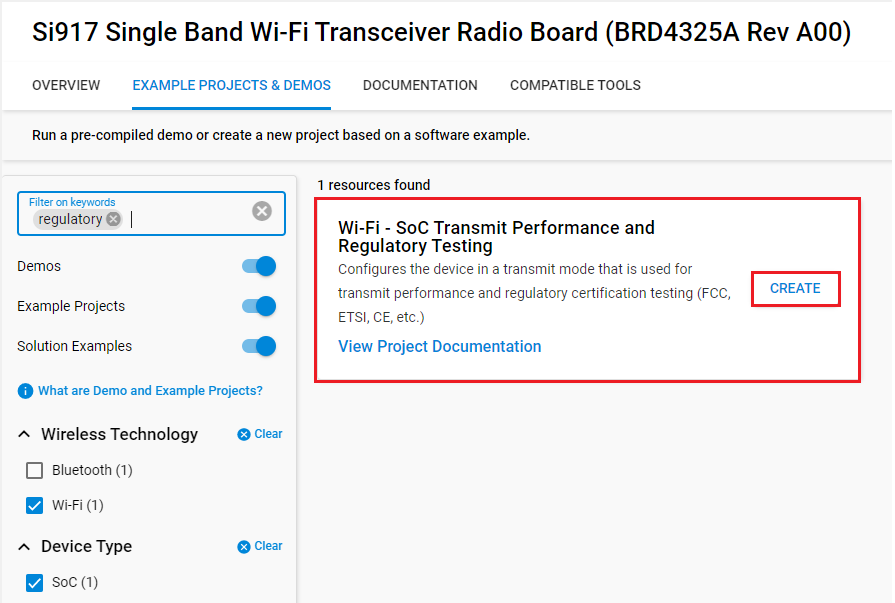 Si917 Single Band Wi-Fi Transceiver Radio Board (BRD4325A Rev A00)
OVERVIEW
EXAMPLE PROJECTS & DEMOS
DOCUMENTATION
COMPATIBLE TOOLS
Run a pre-compiled demo or create a new project based on a software example.
Filter on keywords
regulatory
Demos
Example Projects
Solution Examples
What are Demo and Example Projects?
Wireless Technology
Clear
Bluetooth (1)
Wi-Fi (1)
Device Type
Clear
SoC (1)
1 resources found
Wi-Fi - SoC Transmit Performance and
Regulatory Testing
Configures the device in a transmit mode that is used for
transmit performance and regulatory certification testing (FCC,
ETSI, CE, etc.)
View Project Documentation
CREATE